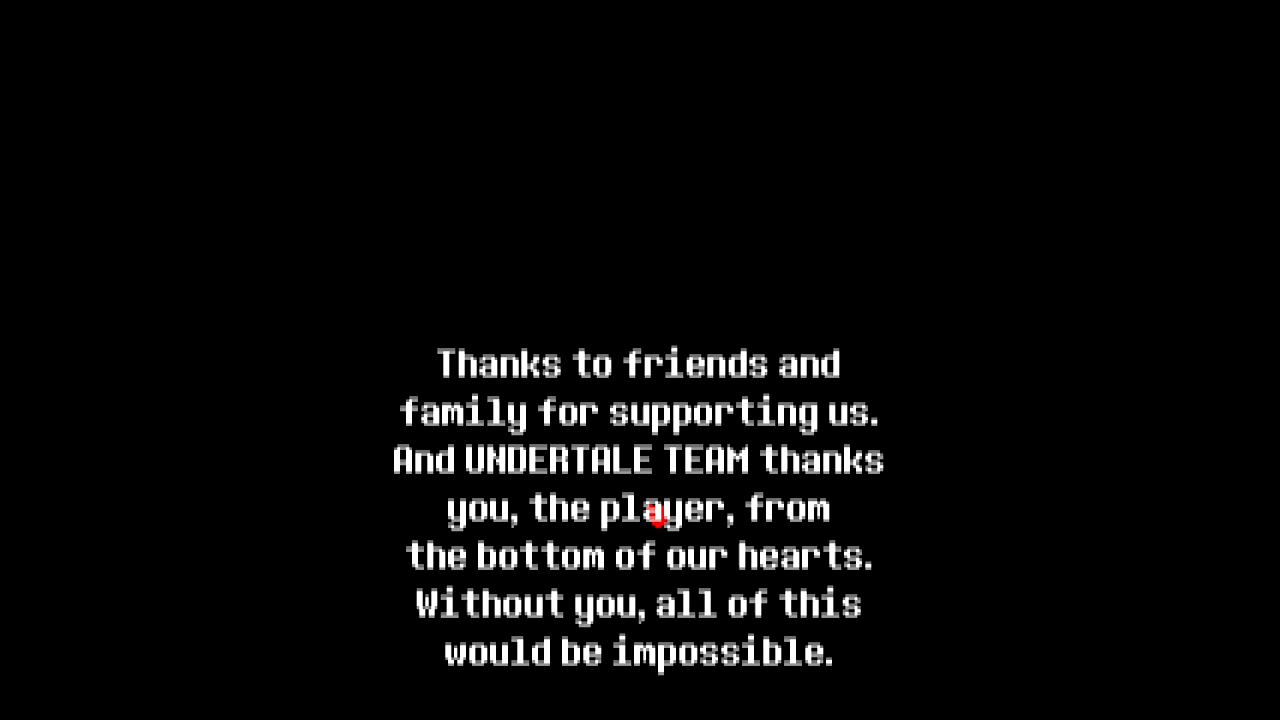 Thanks to friends and
family for supporting us.
And UNDERTALE TEAM thanks
you, the player, from
the bottom of our hearts.
Without you, all of this
would be impossible.